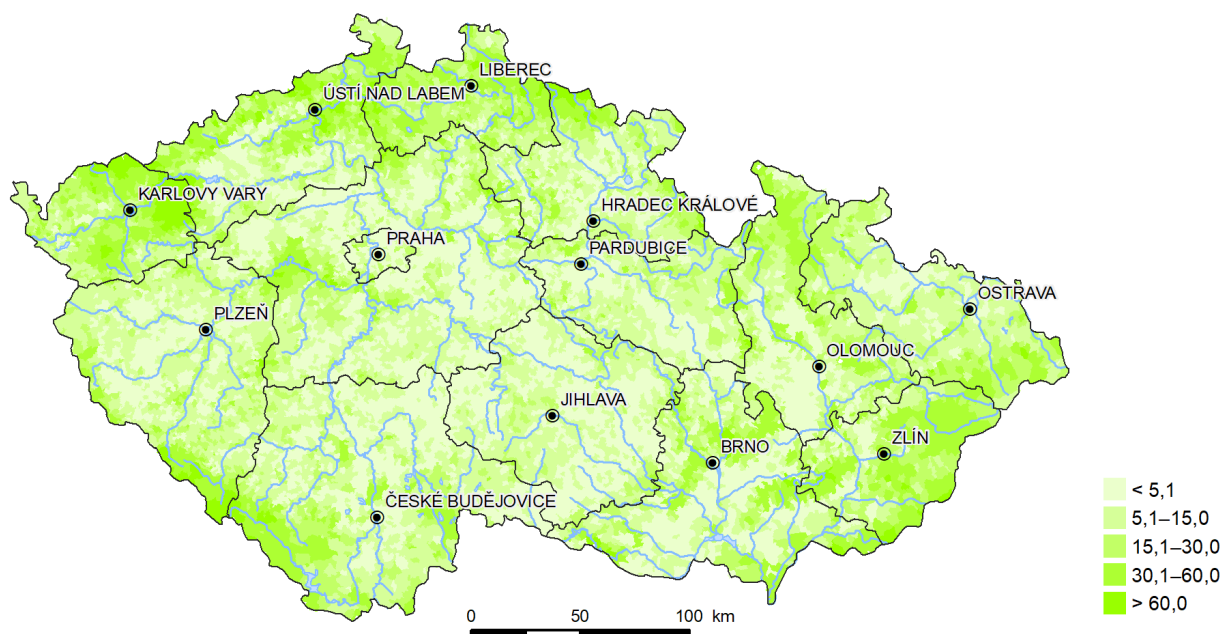 LIBEREC
ÚSTÍ NAD LABEM
KARLOVY VARY
HRADEC KRÁLOVÉ
PRAHA
PARDUBICE
OSTRAVA
PLZEŇ
OLOMOUC
JIHLAVA
ZLÍN
BRNO
ČESKÉ BUDĚJOVICE
< 5,1
5,1–15,0
15,1–30,0
30,1–60,0
> 60,0
0 50 100 km